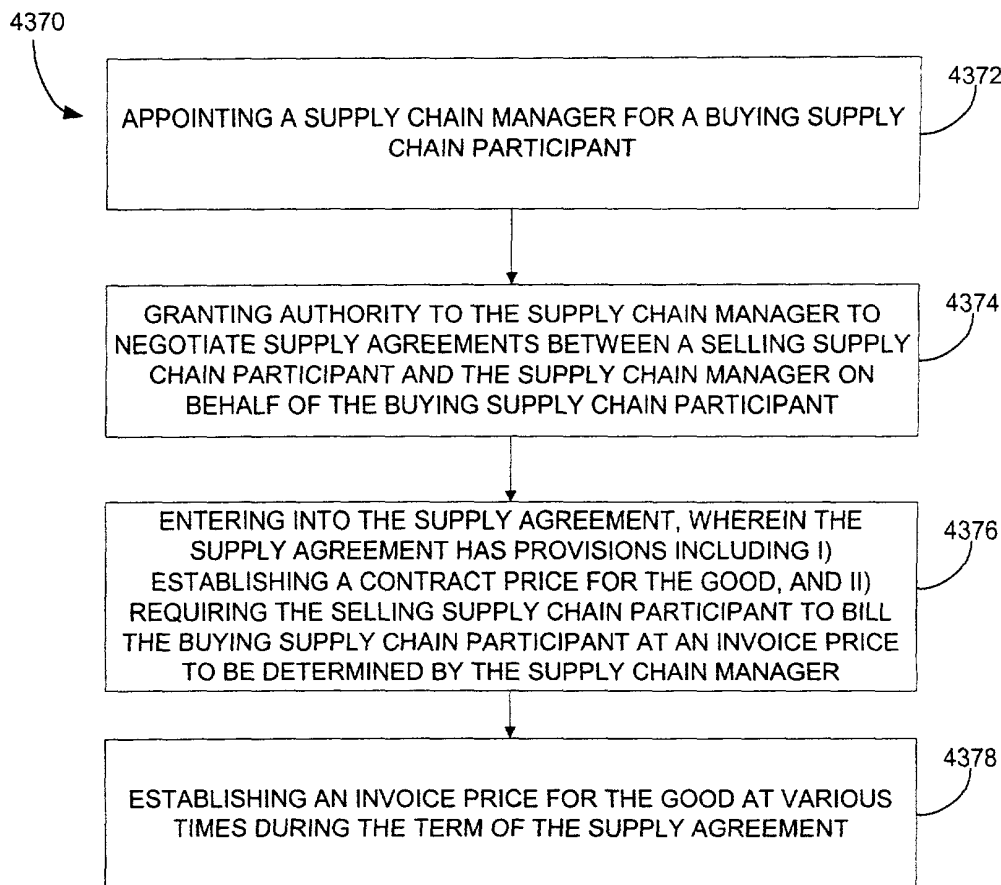 4370
4372
APPOINTING A SUPPLY CHAIN MANAGER FOR A BUYING SUPPLY
CHAIN PARTICIPANT
4374
GRANTING AUTHORITY TO THE SUPPLY CHAIN MANAGER TO
NEGOTIATE SUPPLY AGREEMENTS BETWEEN A SELLING SUPPLY
CHAIN PARTICIPANT AND THE SUPPLY CHAIN MANAGER ON
BEHALF OF THE BUYING SUPPLY CHAIN PARTICIPANT
4376
ENTERING INTO THE SUPPLY AGREEMENT, WHEREIN THE
SUPPLY AGREEMENT HAS PROVISIONS INCLUDING I)
ESTABLISHING A CONTRACT PRICE FOR THE GOOD, AND II)
REQUIRING THE SELLING SUPPLY CHAIN PARTICIPANT TO BILL
THE BUYING SUPPLY CHAIN PARTICIPANT AT AN INVOICE PRICE
TO BE DETERMINED BY THE SUPPLY CHAIN MANAGER
4378
ESTABLISHING AN INVOICE PRICE FOR THE GOOD AT VARIOUS
TIMES DURING THE TERM OF THE SUPPLY AGREEMENT